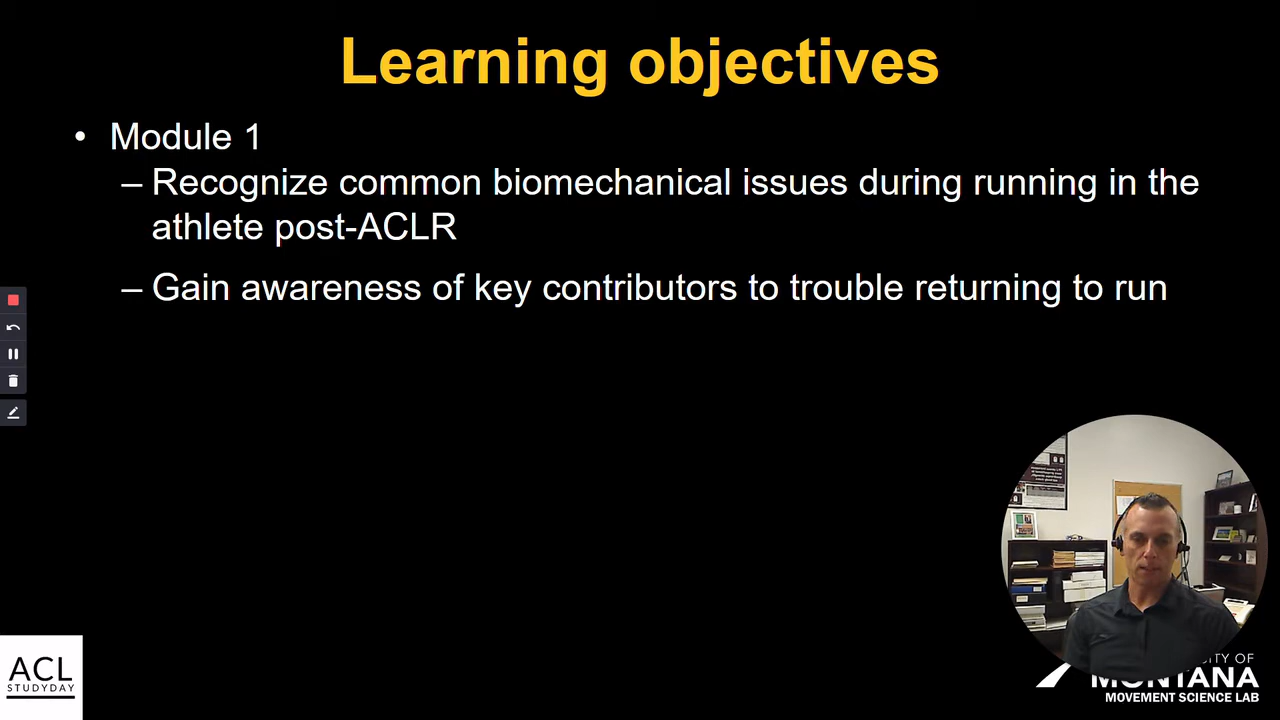 Learning objectives
• Module 1
– Recognize common biomechanical issues during running in the
athlete post-ACLR
– Gain awareness of key contributors to trouble returning to run
ACL
STUDYDAY
OF
MONTANA
MOVEMENT SCIENCE LAB